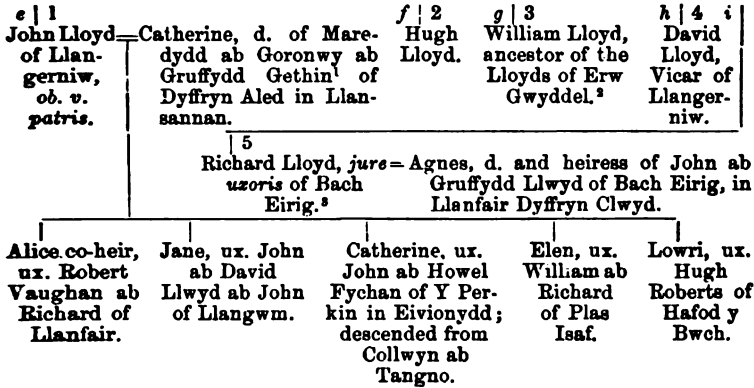 e | 1
John Lloyd=
of Llan-
gerniw,
ob. v.
patris.
Catherine, d. of Mare-
dydd ab Goronwy ab
Gruffydd Gethin¹ of
Dyffryn Aled in Llan-
sannan.
f | 2
Hugh
Lloyd.
g | 3
William Lloyd,
ancestor of the
Lloyds of Erw
Gwyddel.²
h | 4 i
David
Lloyd,
Vicar of
Llanger-
niw.
| 5
Richard Lloyd, jure=
uxoris of Bach
Eirig.³
Agnes, d. and heiress of John ab
Gruffydd Llwyd of Bach Eirig, in
Llanfair Dyffryn Clwyd.
Alice co-heir,
ux. Robert
Vaughan ab
Richard of
Llanfair.
Jane, ux. John
ab David
Llwyd ab John
of Llangwm.
Catherine, ux.
John ab Howel
Fychan of Y Per-
kin in Eivionydd;
descended from
Collwyn ab
Tangno.
Elen, ux.
William ab
Richard
of Plas
Isaf.
Lowri, ux.
Hugh
Roberts of
Hafod y
Bwch.